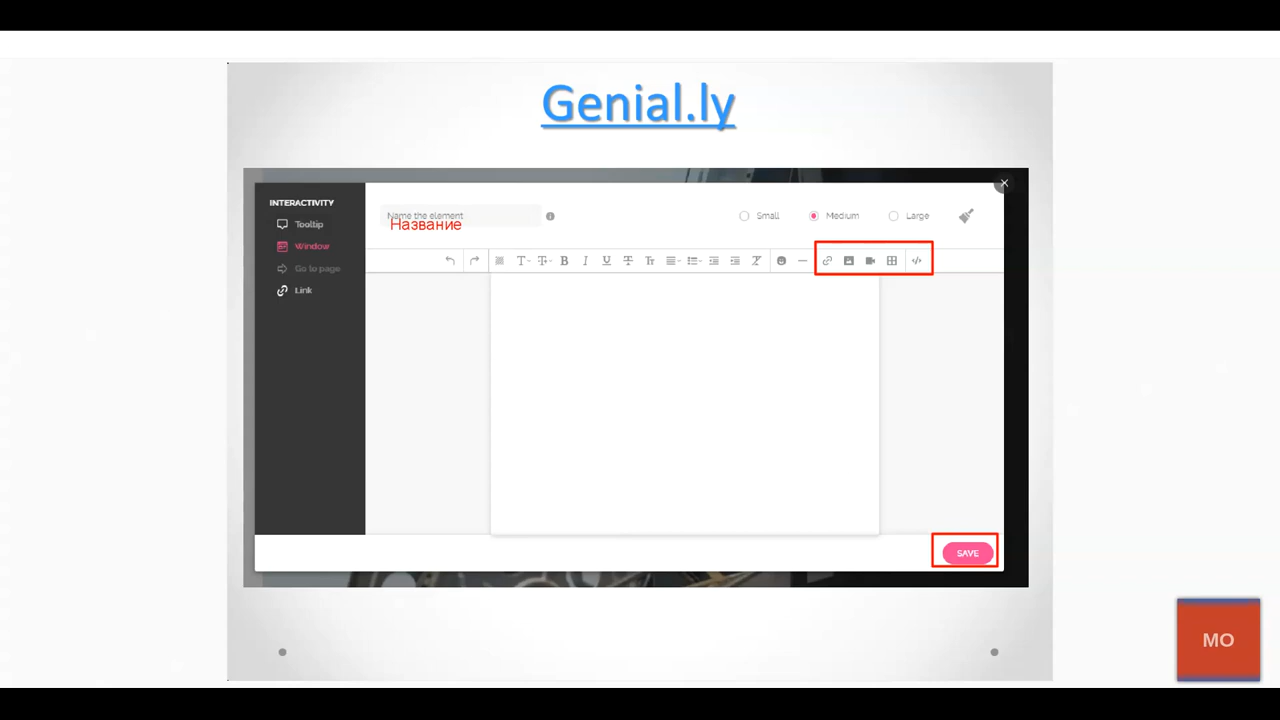 Genial.ly
INTERACTIVITY
Tooltip
Window
Go to page
Link
Name the element
Название
Small
Medium
Large
SAVE
MO